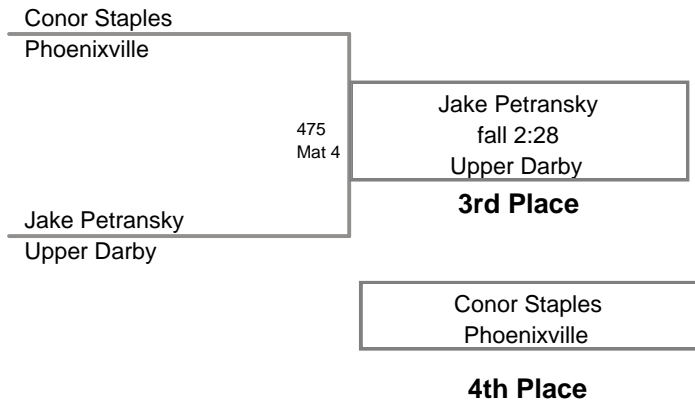 Conor Staples
Phoenixville
475
Mat 4
Jake Petransky
fall 2:28
Upper Darby
3rd Place
Jake Petransky
Upper Darby
Conor Staples
Phoenixville
4th Place